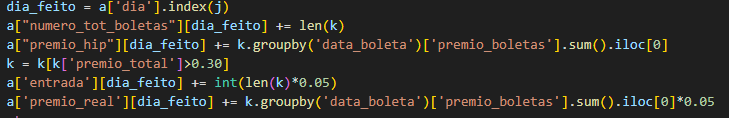 dia_feito = a['dia'].index(j)
a["numero_tot_boletas"][dia_feito] += len(k)
a["premio_hip"][dia_feito] += k.groupby('data_boleta')['premio_boletas'].sum().iloc[0]
k = k[k['premio_total']>0.30]
a['entrada'][dia_feito] += int(len(k)*0.05)
a['premio_real'][dia_feito] += k.groupby('data_boleta')['premio_boletas'].sum().iloc[0]*0.05